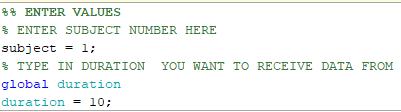 %% ENTER VALUES
% ENTER SUBJECT NUMBER HERE
subject = 1;
% TYPE IN DURATION  YOU WANT TO RECEIVE DATA FROM
global duration
duration = 10;